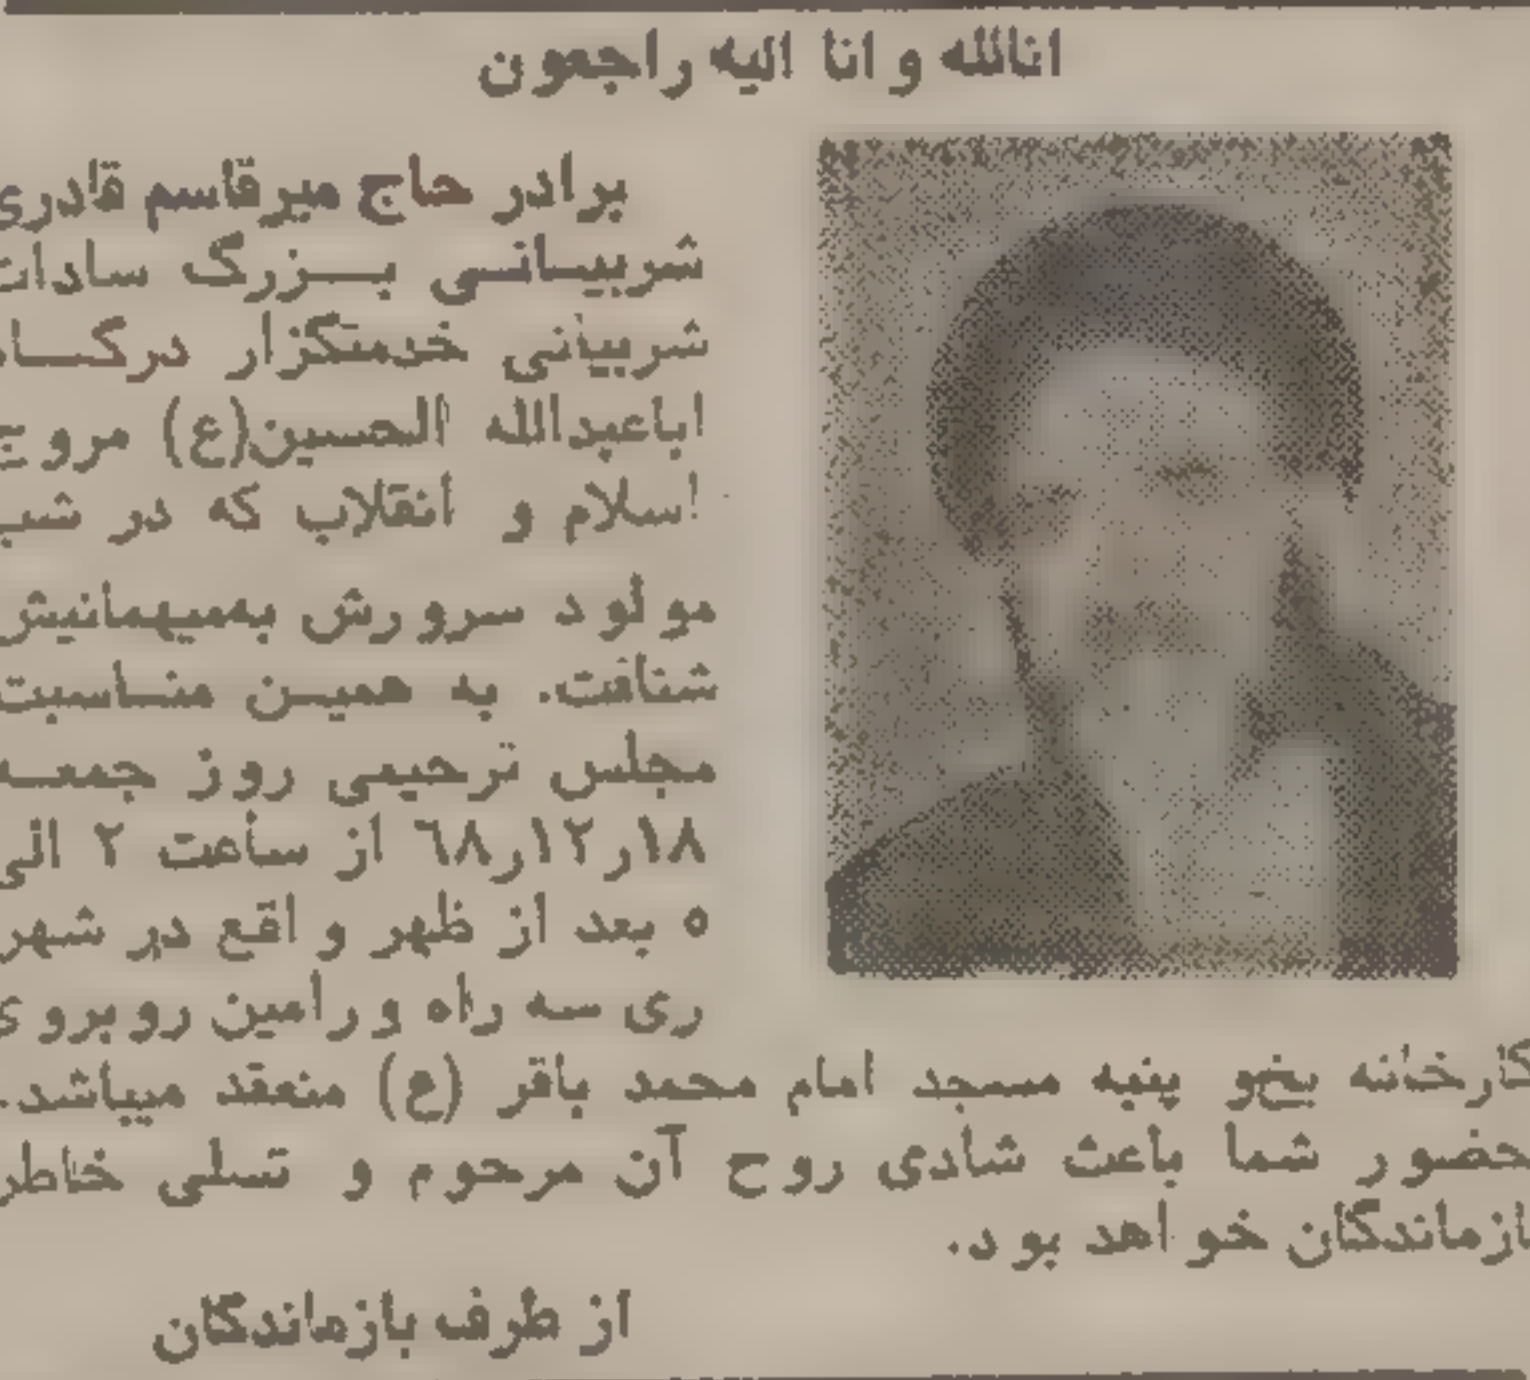 انالله و انا الیه راجعون
برادر حاج میرقاسم قادری
شربیانی بزرگ سادات
شربیانی خدمتگزار درگاه
اباعبدالله الحسین(ع) مروج
اسلام و انقلاب که در شب
مولود سرورش به‌میهمانیش
شتافت. به همین مناسبت
مجلس ترحیمی روز جمعه
۱۸ر۱۲ر۶۸ از ساعت ۲ الی
۵ بعد از ظهر واقع در شهر
ری سه راه ورامین روبروی
کارخانه یخ‌و پنبه مسجد امام محمد باقر (ع) منعقد میباشد.
حضور شما باعث شادی روح آن مرحوم و تسلی خاطر
بازماندگان خواهد بود.
از طرف بازماندگان